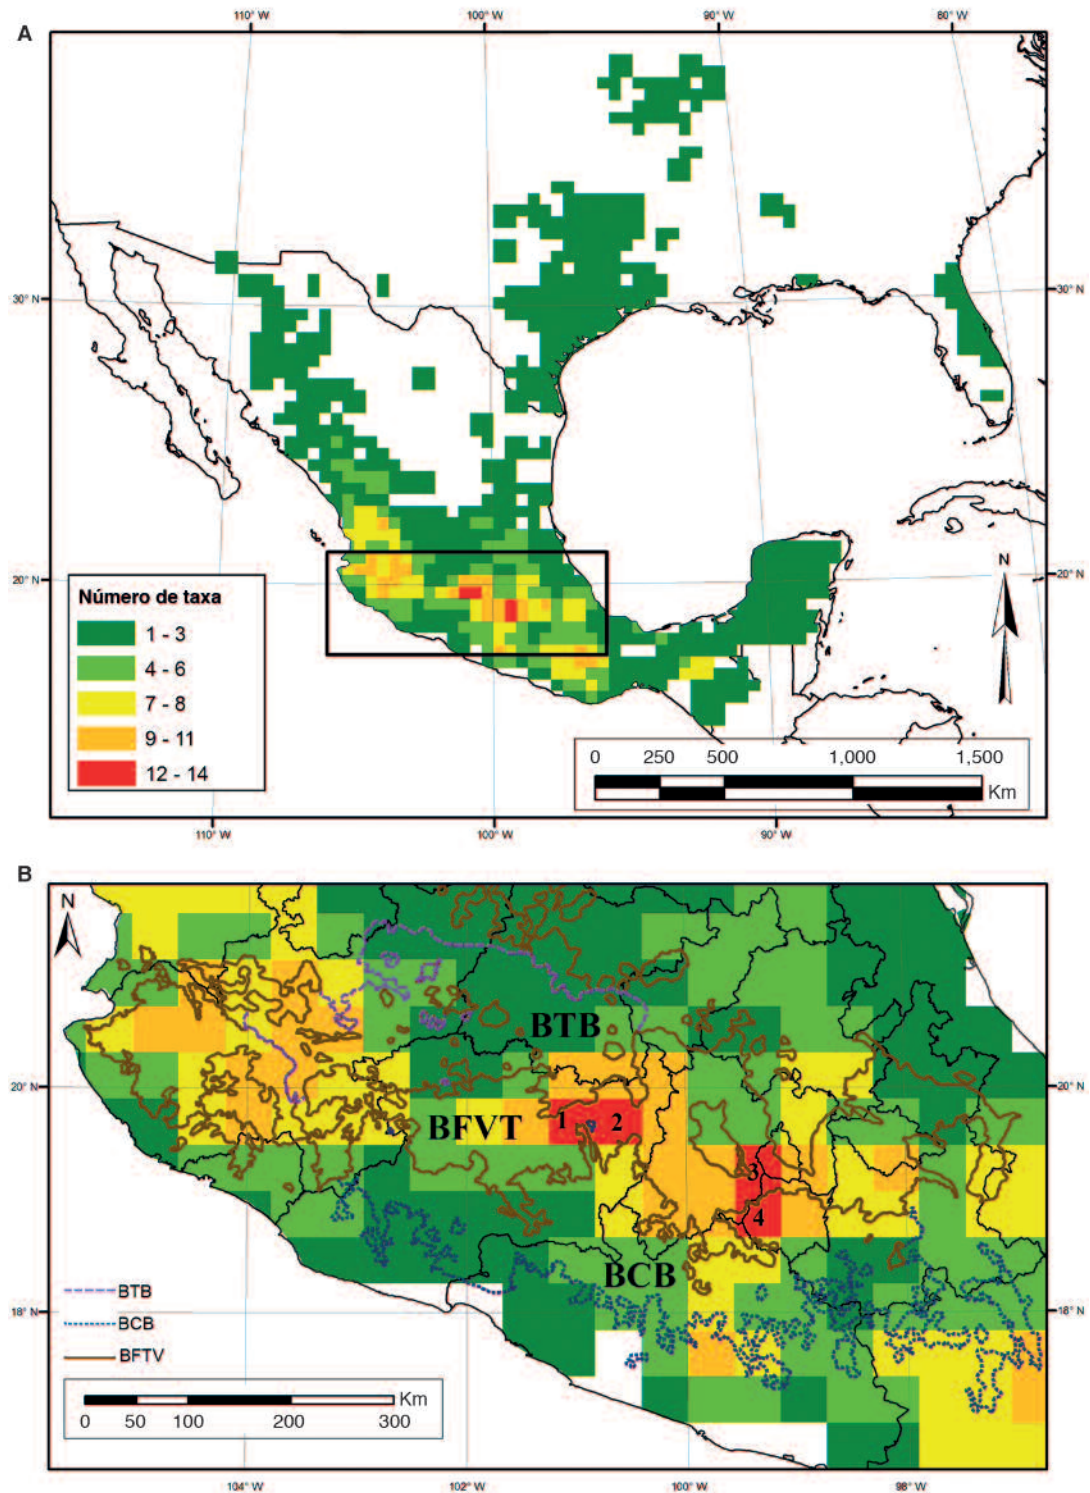 A
110° W
100° W
90° W
80° W
30° N
30° N
20° N
20° N
N
Número de taxa
1 - 3
4 - 6
7 - 8
9 - 11
12 - 14
0 250 500 1,000 1,500
Km
110° W
100° W
90° W
B
N
BTB
20° N
20° N
1
2
BFVT
3
4
BCB
BTB
18° N
18° N
BCB
BFTV
Km
0 50 100 200 300
104° W
102° W
100° W
98° W